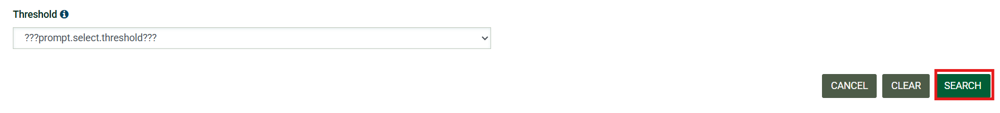 Threshold
???prompt.select.threshold???
CANCEL CLEAR SEARCH